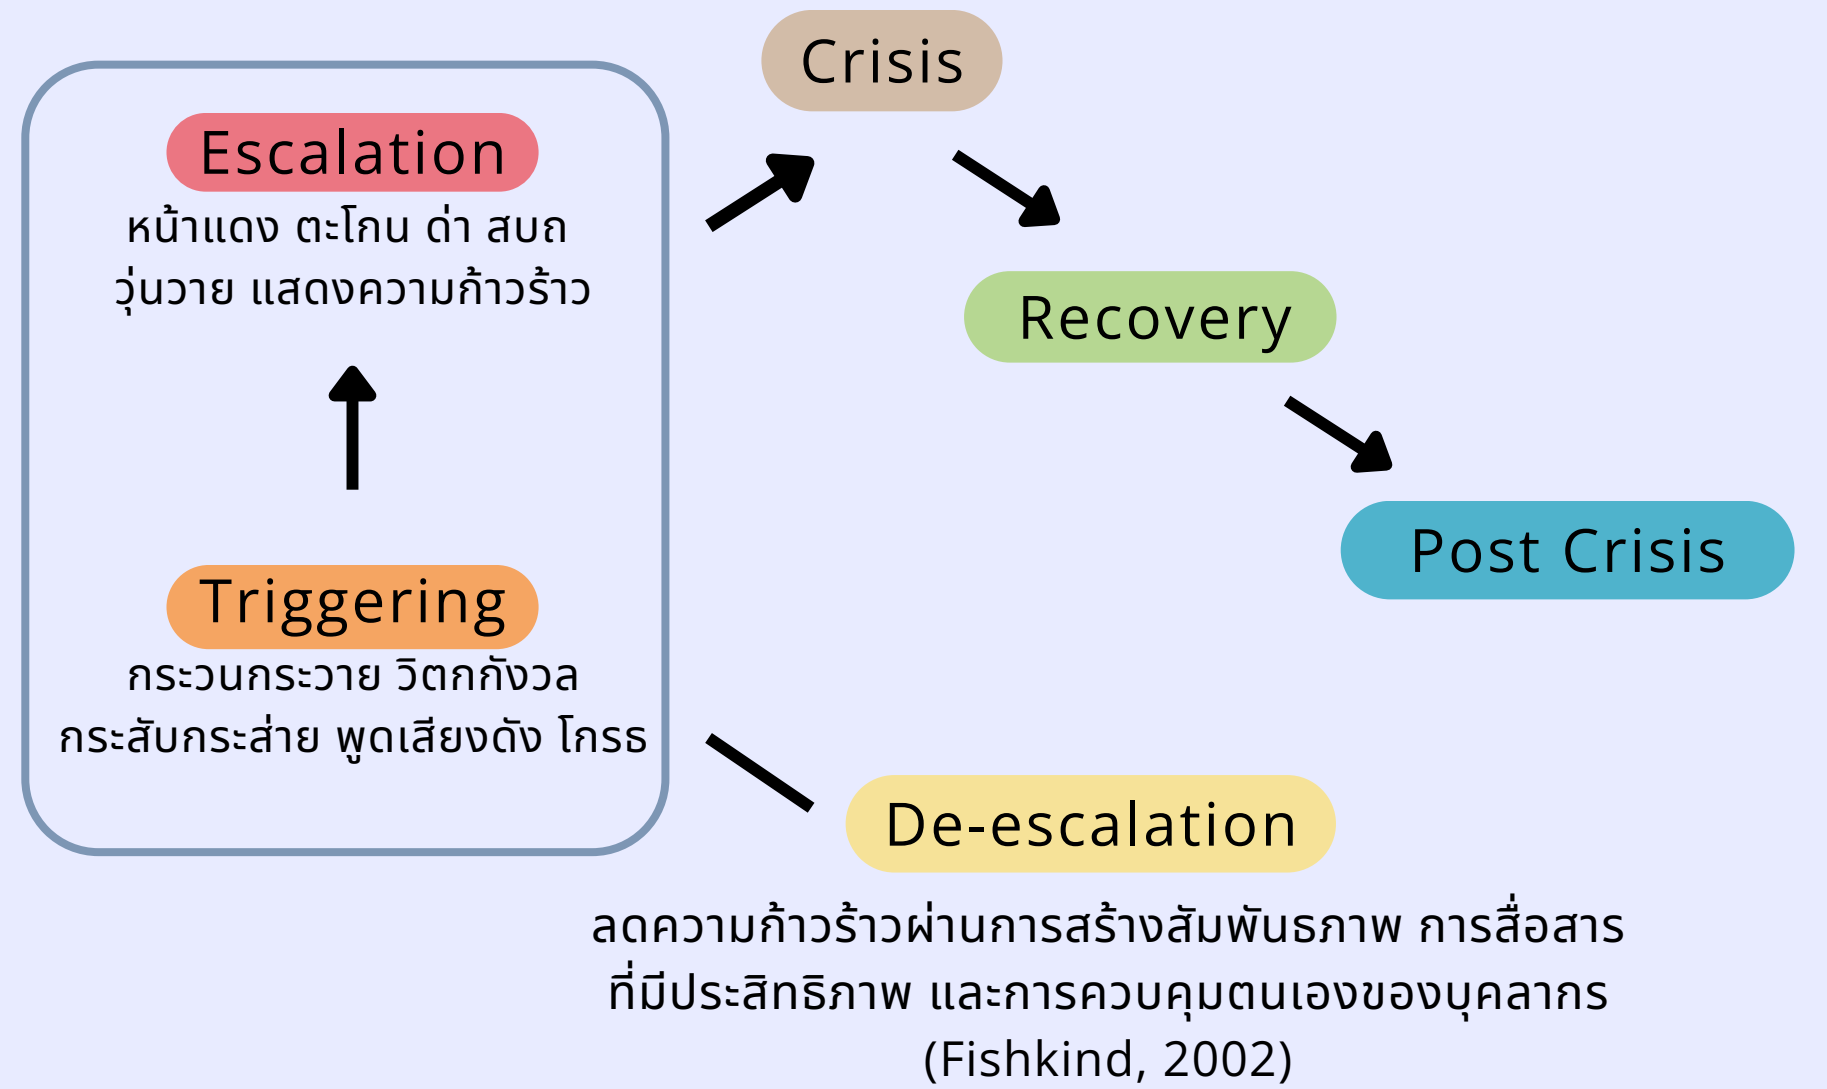 Crisis
Escalation
หน้าแดง ตะโกน ด่า สบถ
วุ่นวาย แสดงความก้าวร้าว
Recovery
Post Crisis
Triggering
กระวนกระวาย วิตกกังวล
กระสับกระส่าย พูดเสียงดัง โกรธ
De-escalation
ลดความก้าวร้าวผ่านการสร้างสัมพันธภาพ การสื่อสาร
ที่มีประสิทธิภาพ และการควบคุมตนเองของบุคลากร
(Fishkind, 2002)